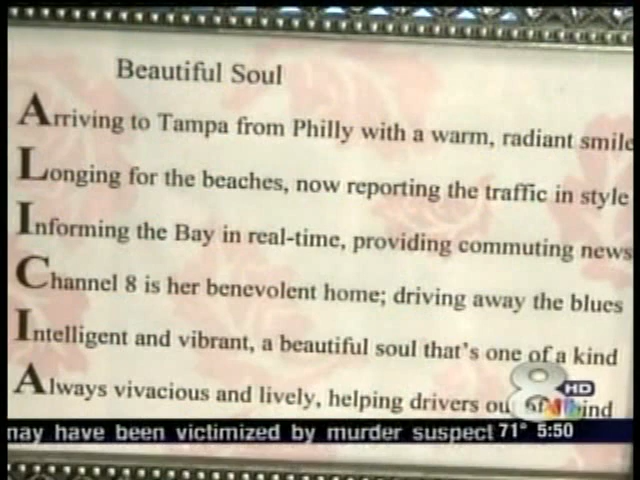 Beautiful Soul
Arriving to Tampa from Philly with a warm, radiant smile
Longing for the beaches, now reporting the traffic in style
Informing the Bay in real-time, providing commuting news
Channel 8 is her benevolent home; driving away the blues
Intelligent and vibrant, a beautiful soul that's one of a kind
Always vivacious and lively, helping drivers
8 HD
may have been victimized by murder suspect 71° 5:50